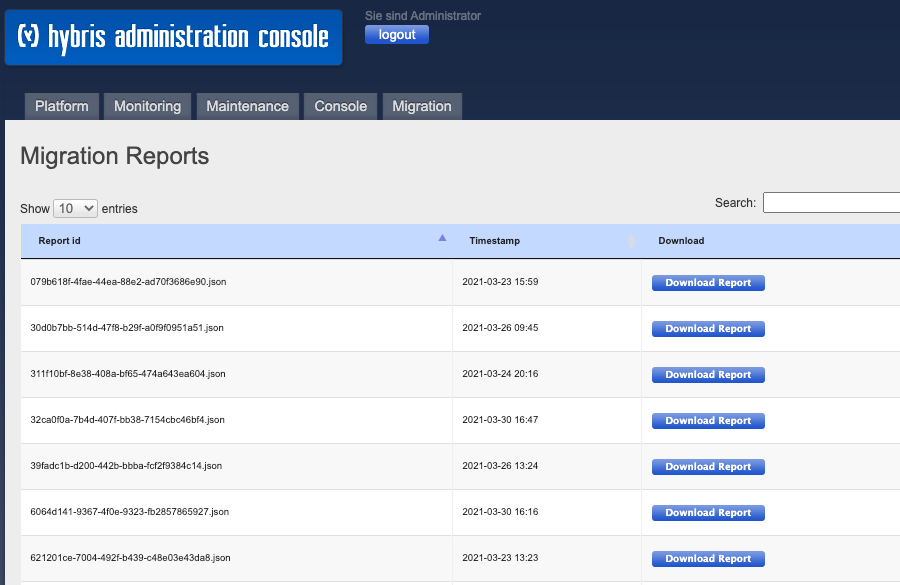 hybris administration console
Sie sind Administrator
logout
Platform Monitoring Maintenance Console Migration
Migration Reports
Show 10 entries
Search:
Report id Timestamp Download
079b618f-4fae-44ea-88e2-ad70f3686e90.json 2021-03-23 15:59 Download Report
30d0b7bb-514d-47f8-b29f-a0f9f0951a51.json 2021-03-26 09:45 Download Report
311f10bf-8e38-408a-bf65-474a643ea604.json 2021-03-24 20:16 Download Report
32ca0f0a-7b4d-407f-bb38-7154cbc46bf4.json 2021-03-30 16:47 Download Report
39fadc1b-d200-442b-bbba-fcf2f9384c14.json 2021-03-26 13:24 Download Report
6064d141-9367-4f0e-9323-fb2857865927.json 2021-03-30 16:16 Download Report
621201ce-7004-492f-b439-c48e03e43da8.json 2021-03-23 13:23 Download Report